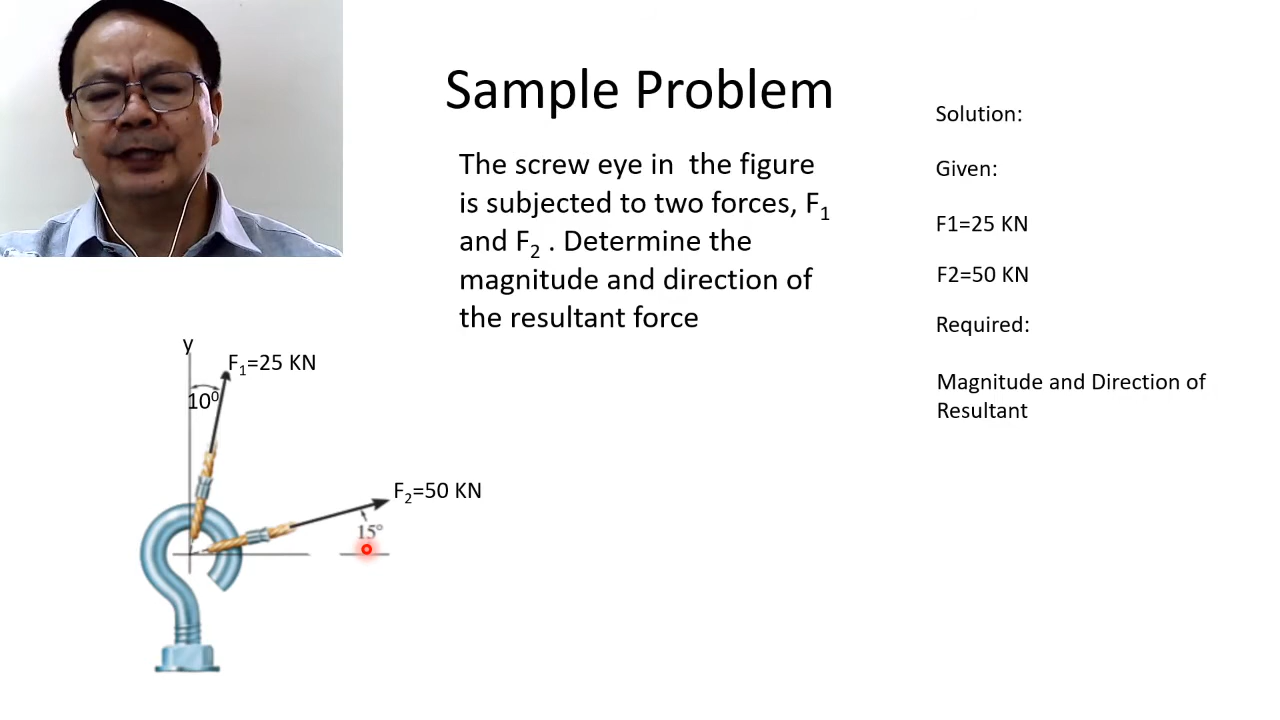 Sample Problem
The screw eye in the figure
is subjected to two forces, F₁
and F₂ . Determine the
magnitude and direction of
the resultant force
Solution:
Given:
F1=25 KN
F2=50 KN
Required:
Magnitude and Direction of
Resultant
y
F₁=25 KN
10⁰
F₂=50 KN
15°